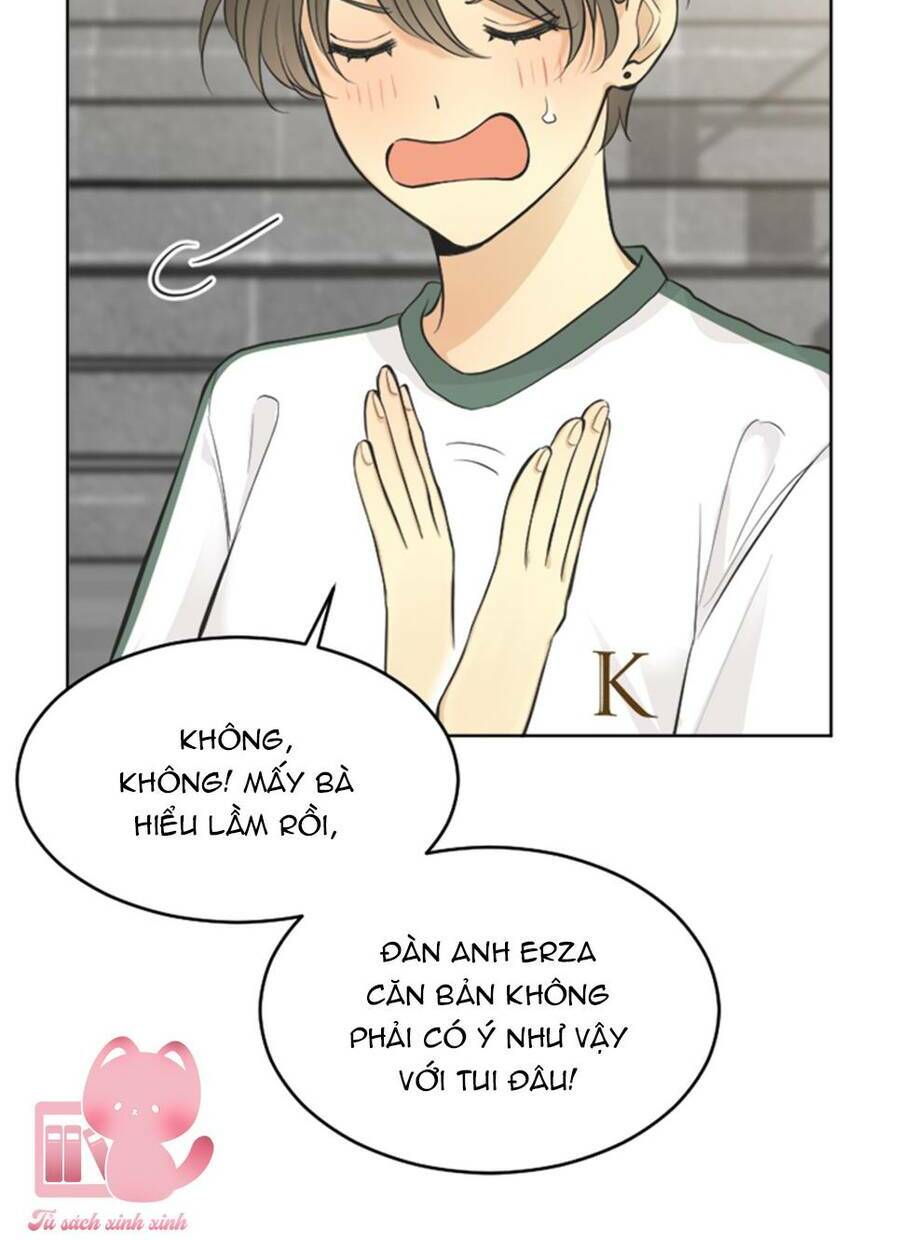 K
KHÔNG,
KHÔNG! MẤY BÀ
HIỂU LẦM RỒI,
ĐÀN ANH ERZA
CĂN BẢN KHÔNG
PHẢI CÓ Ý NHƯ VẬY
VỚI TUI ĐÂU!
Tủ sách xinh xinh